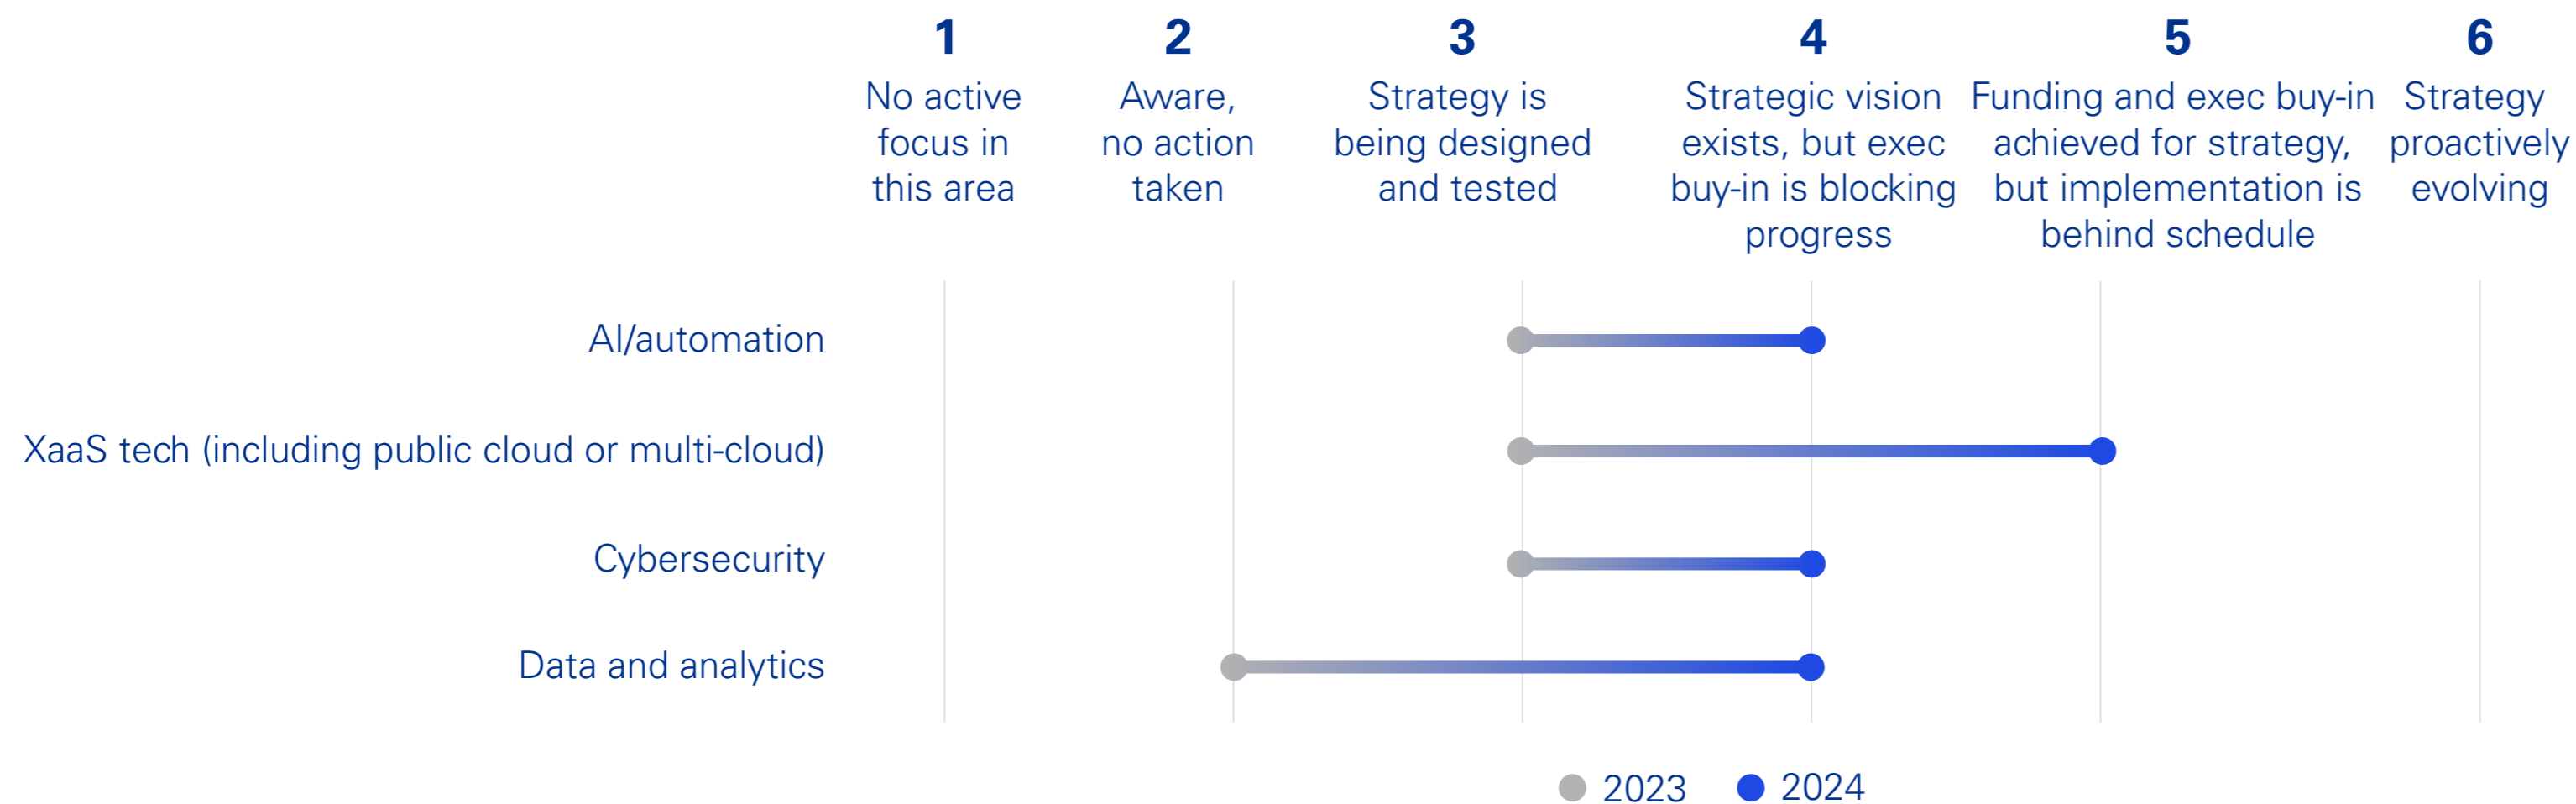 1
No active
focus in
this area
2
Aware,
no action
taken
3
Strategy is
being designed
and tested
4
Strategic vision
exists, but exec
buy-in is blocking
progress
5
Funding and exec buy-in
achieved for strategy,
but implementation is
behind schedule
6
Strategy
proactively
evolving
AI/automation
XaaS tech (including public cloud or multi-cloud)
Cybersecurity
Data and analytics
2023
2024